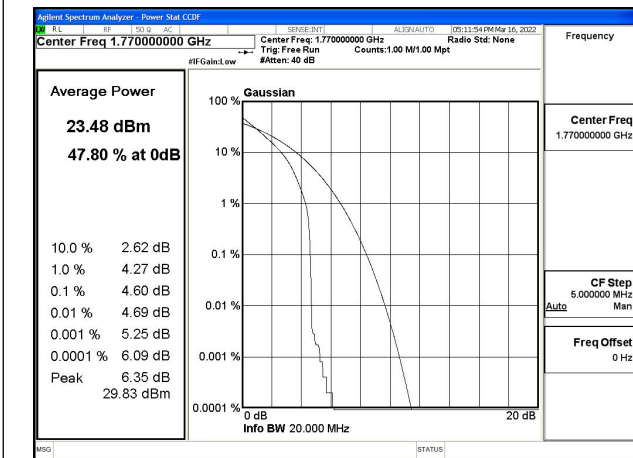 Agilent Spectrum Analyzer - Power Stat CCDF
RL RF 50 Ω AC SENSE:INT ALIGN AUTO 05:11:54 PM Mar 16, 2022
Center Freq 1.770000000 GHz
Center Freq: 1.770000000 GHz Radio Std: None
Trig: Free Run Counts:1.00 M/1.00 Mpt
#IFGain:Low #Atten: 40 dB
Average Power
23.48 dBm
47.80 % at 0dB
10.0 % 2.62 dB
1.0 % 4.27 dB
0.1 % 4.60 dB
0.01 % 4.69 dB
0.001 % 5.25 dB
0.0001 % 6.09 dB
Peak 6.35 dB
29.83 dBm
Gaussian
100 %
10 %
1 %
0.1 %
0.01 %
0.001 %
0.0001 %
0 dB 20 dB
Info BW 20.000 MHz
Frequency
Center Freq
1.770000000 GHz
CF Step
5.000000 MHz
Auto Man
Freq Offset
0 Hz
MSG STATUS